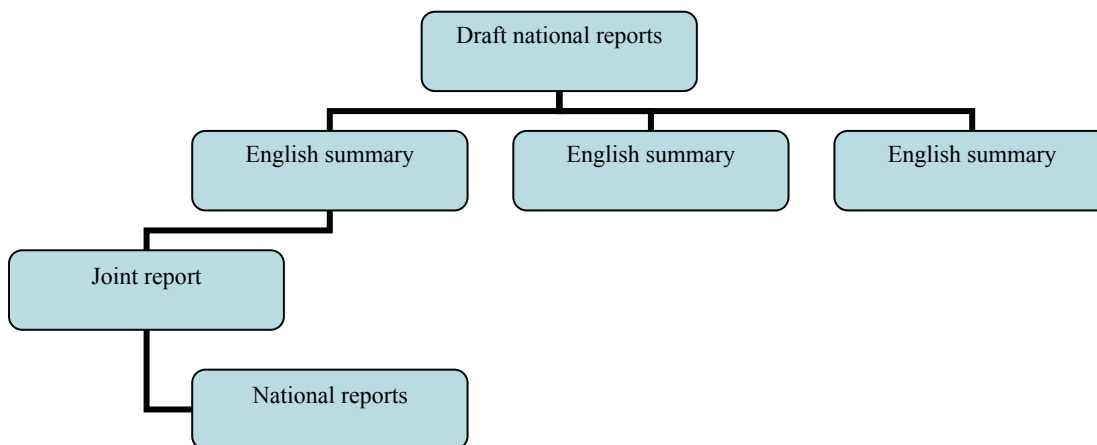 Draft national reports
English summary
English summary
English summary
Joint report
National reports